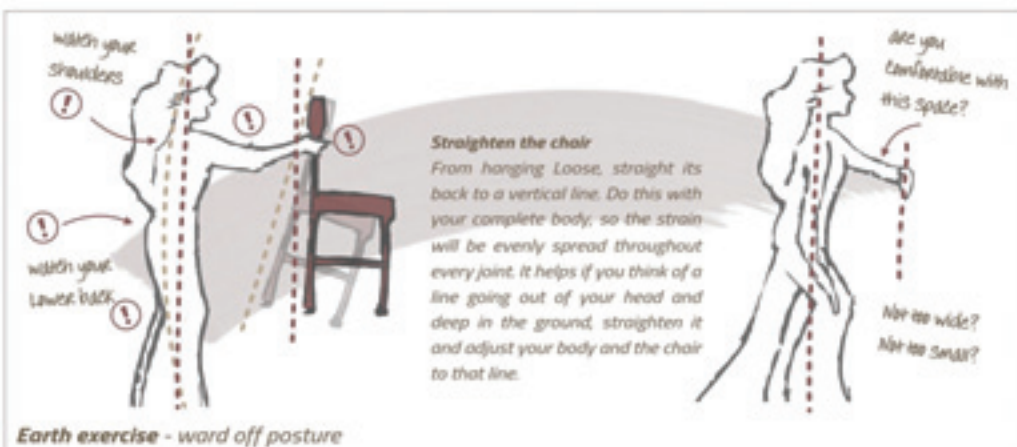 watch your
shoulders
!
!
!
!
watch your
Lower back
!
Straighten the chair
From hanging Loose, straight its
back to a vertical line. Do this with
your complete body, so the strain
will be evenly spread throughout
every joint. It helps if you think of a
line going out of your head and
deep in the ground, straighten it
and adjust your body and the chair
to that line.
are you
comfortable with
this space?
Not too wide?
Not too small?
Earth exercise - ward off posture